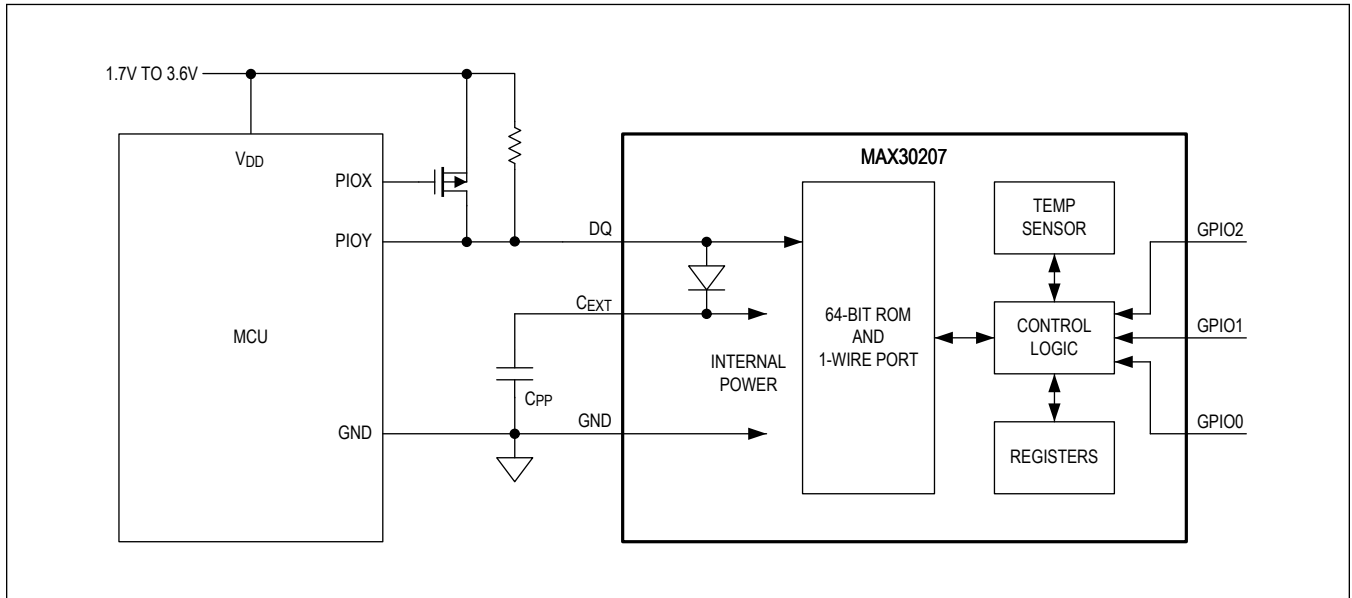 1.7V TO 3.6V
VDD
PIOX
PIOY
MCU
GND
CPP
CEXT
DQ
GND
MAX30207
INTERNAL
POWER
64-BIT ROM
AND
1-WIRE PORT
TEMP
SENSOR
CONTROL
LOGIC
REGISTERS
GPIO2
GPIO1
GPIO0